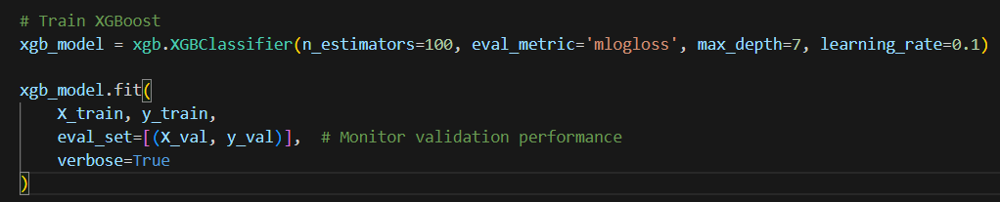 # Train XGBoost
xgb_model = xgb.XGBClassifier(n_estimators=100, eval_metric='mlogloss', max_depth=7, learning_rate=0.1)
xgb_model.fit(
X_train, y_train,
eval_set=[(X_val, y_val)],  # Monitor validation performance
verbose=True
)